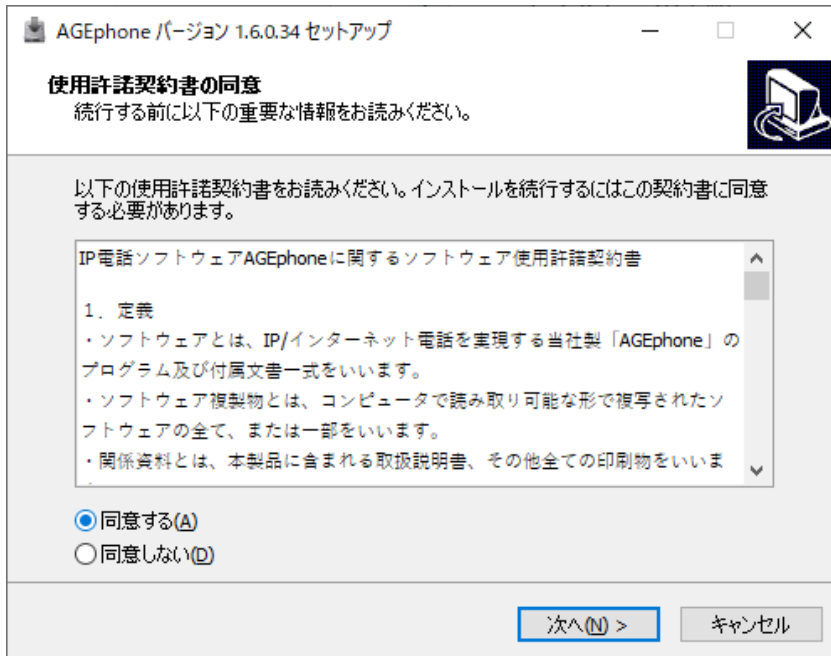 AGEphone バージョン 1.6.0.34 セットアップ
使用許諾契約書の同意
続行する前に以下の重要な情報をお読みください。
以下の使用許諾契約書をお読みください。インストールを続行するにはこの契約書に同意
する必要があります。
IP電話ソフトウェアAGEphoneに関するソフトウェア使用許諾契約書
1．定義
・ソフトウェアとは、IP/インターネット電話を実現する当社製「AGEphone」の
プログラム及び付属文書一式をいいます。
・ソフトウェア複製物とは、コンピュータで読み取り可能な形で複写されたソ
フトウェアの全て、または一部をいいます。
・関係資料とは、本製品に含まれる取扱説明書、その他全ての印刷物をいいま
同意する(A)
同意しない(D)
次へ(N) >
キャンセル